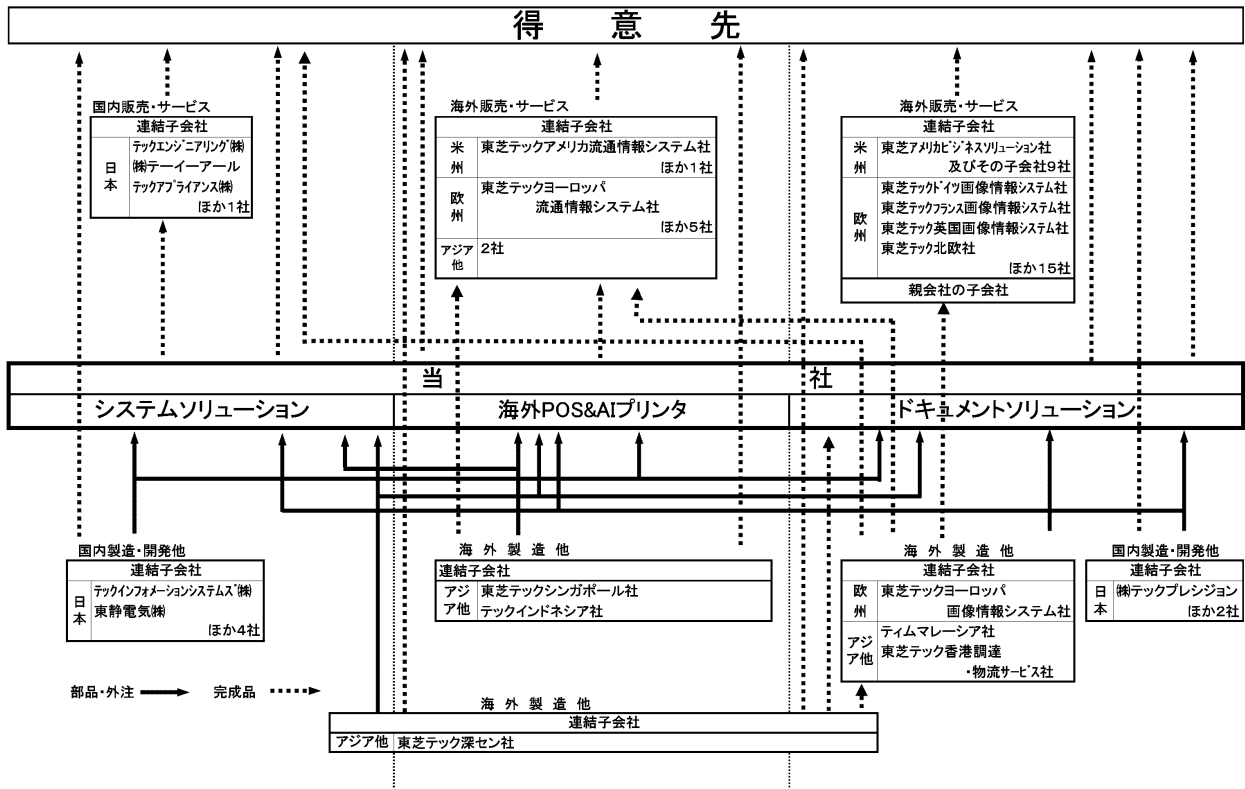 得意先
国内販売・サービス
連結子会社
日本
テックエンジニアリング㈱
㈱テーイーアール
テックアプライアンス㈱
ほか1社
海外販売・サービス
連結子会社
米州
東芝テックアメリカ流通情報システム社
ほか1社
欧州
東芝テックヨーロッパ
流通情報システム社
ほか5社
アジア他
2社
海外販売・サービス
連結子会社
米州
東芝アメリカビジネスソリューション社
及びその子会社9社
欧州
東芝テックドイツ画像情報システム社
東芝テックフランス画像情報システム社
東芝テック英国画像情報システム社
東芝テック北欧社
ほか15社
親会社の子会社
当社
システムソリューション
海外POS&AIプリンタ
ドキュメントソリューション
国内製造・開発他
連結子会社
日本
テックインフォメーションシステムズ㈱
東静電気㈱
ほか4社
海外製造他
連結子会社
アジア他
東芝テックシンガポール社
テックインドネシア社
海外製造他
連結子会社
欧州
東芝テックヨーロッパ
画像情報システム社
アジア他
ティムマレーシア社
東芝テック香港調達
・物流サービス社
国内製造・開発他
連結子会社
日本
㈱テックプレシジョン
ほか2社
部品・外注
完成品
海外製造他
連結子会社
アジア他
東芝テック深セン社